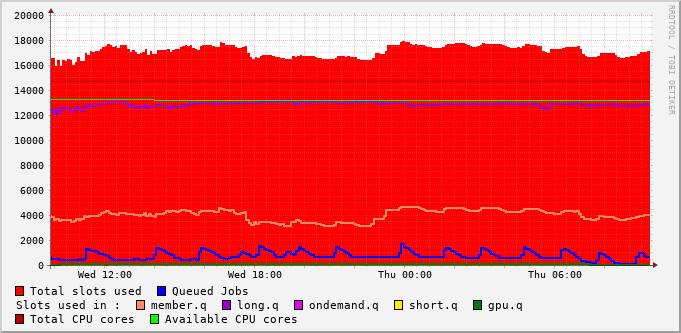 20000
18000
16000
14000
12000
10000
8000
6000
4000
2000
0
Wed 12:00 Wed 18:00 Thu 00:00 Thu 06:00
RRDTOOL / TOBI OETIKER
Total slots used Queued Jobs
Slots used in : member.q long.q ondemand.q short.q gpu.q
Total CPU cores Available CPU cores